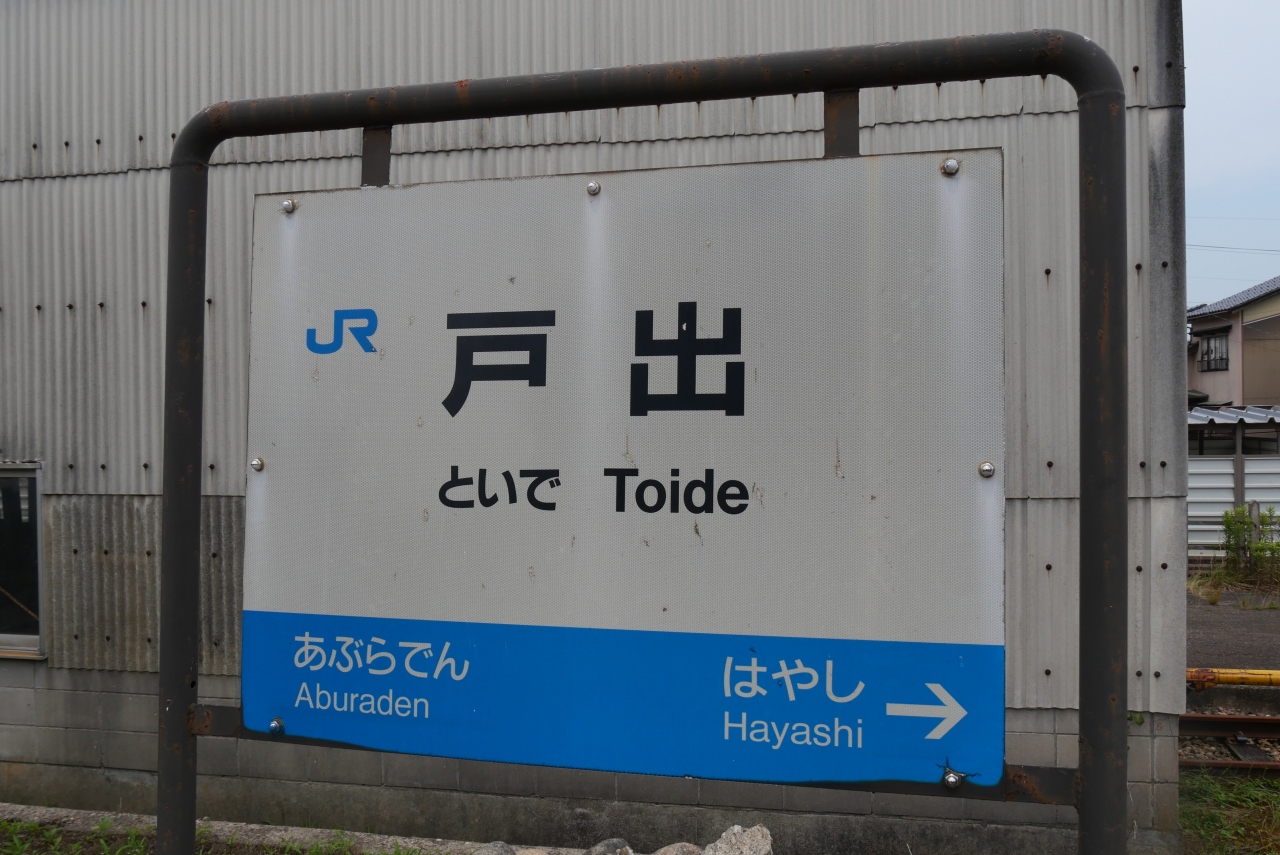 JR 戸出
といで Toide
あぶらでん はやし
Aburaden Hayashi →